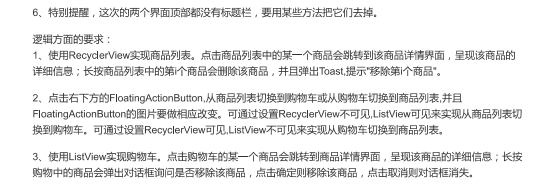 6、特别提醒，这次的两个界面顶部都没有标题栏，要用某些方法把它们去掉。
逻辑方面的要求：
1、使用RecyclerView实现商品列表。点击商品列表中的某一个商品会跳转到该商品详情界面，呈现该商品的
详细信息；长按商品列表中的第i个商品会删除该商品，并且弹出Toast,提示"移除第i个商品"。
2、点击右下方的FloatingActionButton,从商品列表切换到购物车或从购物车切换到商品列表,并且
FloatingActionButton的图片要做相应改变。可通过设置RecyclerView不可见,ListView可见来实现从商品列表切
换到购物车。可通过设置RecyclerView可见,ListView不可见来实现从购物车切换到商品列表。
3、使用ListView实现购物车。点击购物车的某一个商品会跳转到商品详情界面，呈现该商品的详细信息；长按
购物中的商品会弹出对话框询问是否移除该商品，点击确定则移除该商品，点击取消则对话框消失。